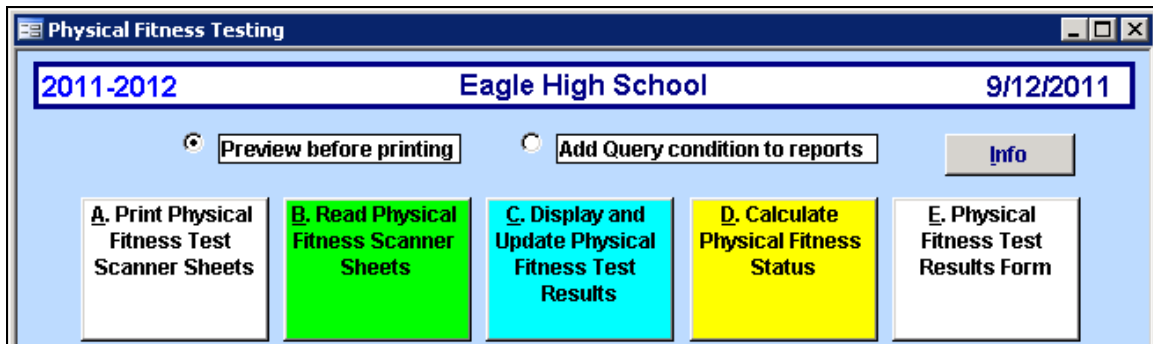 Physical Fitness Testing
2011-2012 Eagle High School 9/12/2011
Preview before printing Add Query condition to reports Info
A. Print Physical
Fitness Test
Scanner Sheets
B. Read Physical
Fitness Scanner
Sheets
C. Display and
Update Physical
Fitness Test
Results
D. Calculate
Physical Fitness
Status
E. Physical
Fitness Test
Results Form